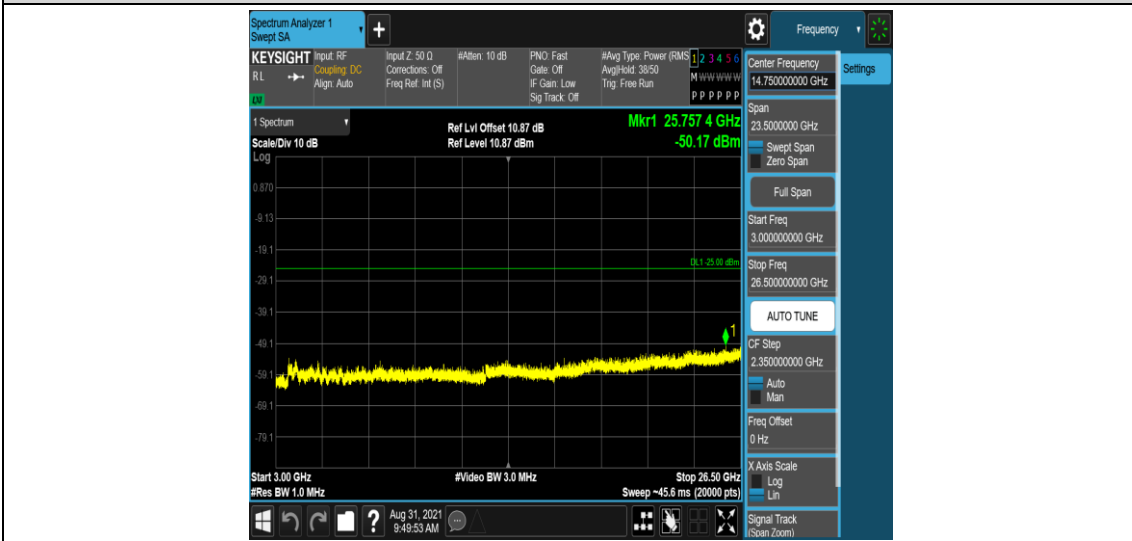 Spectrum Analyzer 1
Swept SA
+
Frequency
KEYSIGHT
RL
LXI
Input: RF
Coupling: DC
Align: Auto
Input Z: 50 Ω
Corrections: Off
Freq Ref: Int (S)
#Atten: 10 dB
PNO: Fast
Gate: Off
IF Gain: Low
Sig Track: Off
#Avg Type: Power (RMS
Avg|Hold: 38/50
Trig: Free Run
1 2 3 4 5 6
M W W W W W
P P P P P P
Center Frequency
14.750000000 GHz
Settings
Span
23.5000000 GHz
Swept Span
Zero Span
Full Span
Start Freq
3.000000000 GHz
Stop Freq
26.500000000 GHz
AUTO TUNE
CF Step
2.350000000 GHz
Auto
Man
Freq Offset
0 Hz
X Axis Scale
Log
Lin
Signal Track
(Span Zoom)
1 Spectrum
Scale/Div 10 dB
Ref Lvl Offset 10.87 dB
Ref Level 10.87 dBm
Mkr1 25.757 4 GHz
-50.17 dBm
Log
0.870
-9.13
-19.1
DL1 -25.00 dBm
-29.1
-39.1
1
-49.1
-59.1
-69.1
-79.1
Start 3.00 GHz
#Video BW 3.0 MHz
Stop 26.50 GHz
#Res BW 1.0 MHz
Sweep ~45.6 ms (20000 pts)
?
Aug 31, 2021
9:49:53 AM